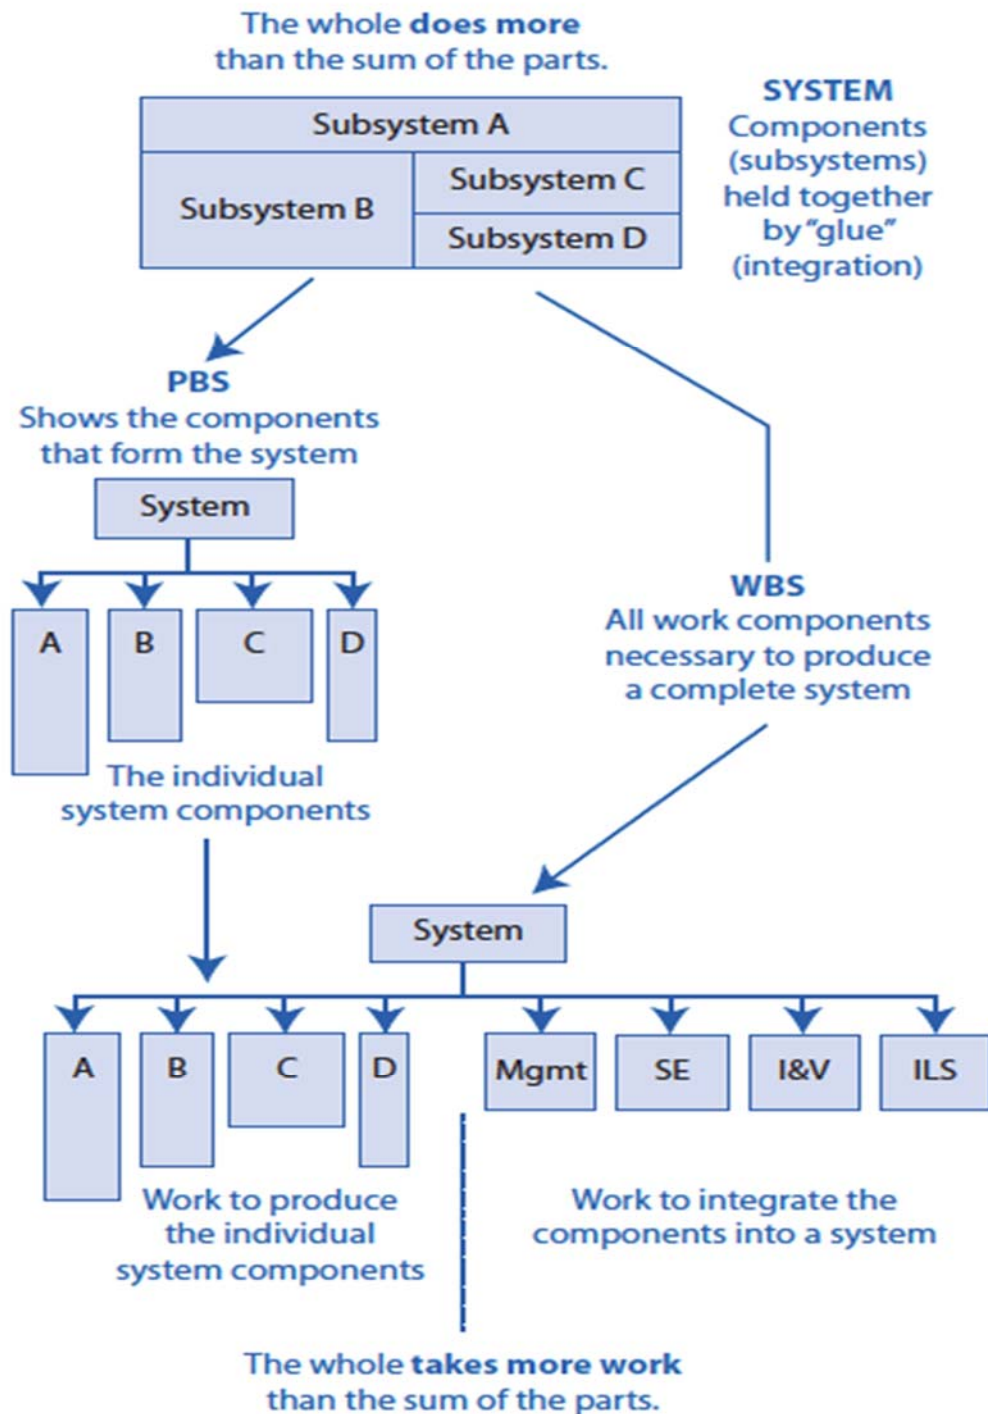 The whole does more
than the sum of the parts.
Subsystem A
Subsystem B
Subsystem C
Subsystem D
SYSTEM
Components
(subsystems)
held together
by “glue”
(integration)
PBS
Shows the components
that form the system
System
A
B
C
D
The individual
system components
WBS
All work components
necessary to produce
a complete system
System
A
B
C
D
Mgmt
SE
I&V
ILS
Work to produce
the individual
system components
Work to integrate the
components into a system
The whole takes more work
than the sum of the parts.